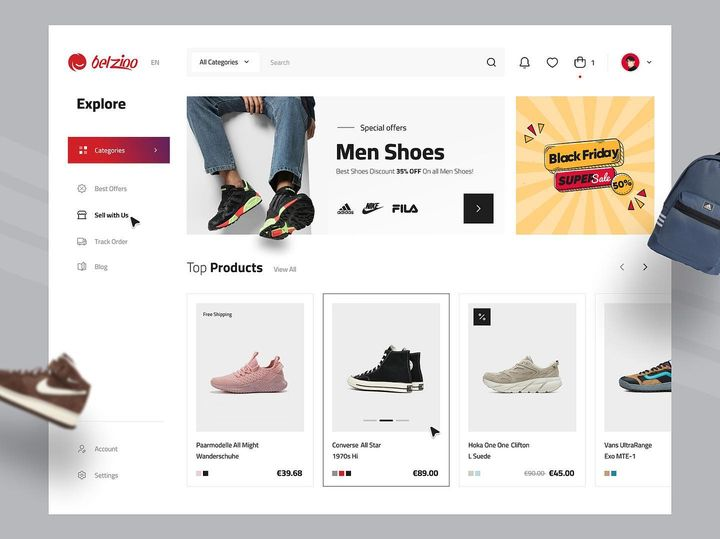 belzino
EN
All Categories
Search
1
Explore
Categories
Best Offers
Sell with Us
Track Order
Blog
Account
Settings
Special offers
Men Shoes
Best Shoes Discount 35% OFF On all Men Shoes!
adidas
NIKE
FILA
Black Friday
SUPER Sale
50%
Top Products
View All
Free Shipping
Paarmodelle All Might
Wanderschuhe
€39.68
Converse All Star
1970s Hi
€89.00
%
Hoka One One Clifton
L Suede
€90.00 €45.00
Vans UltraRange
Exo MTE-1